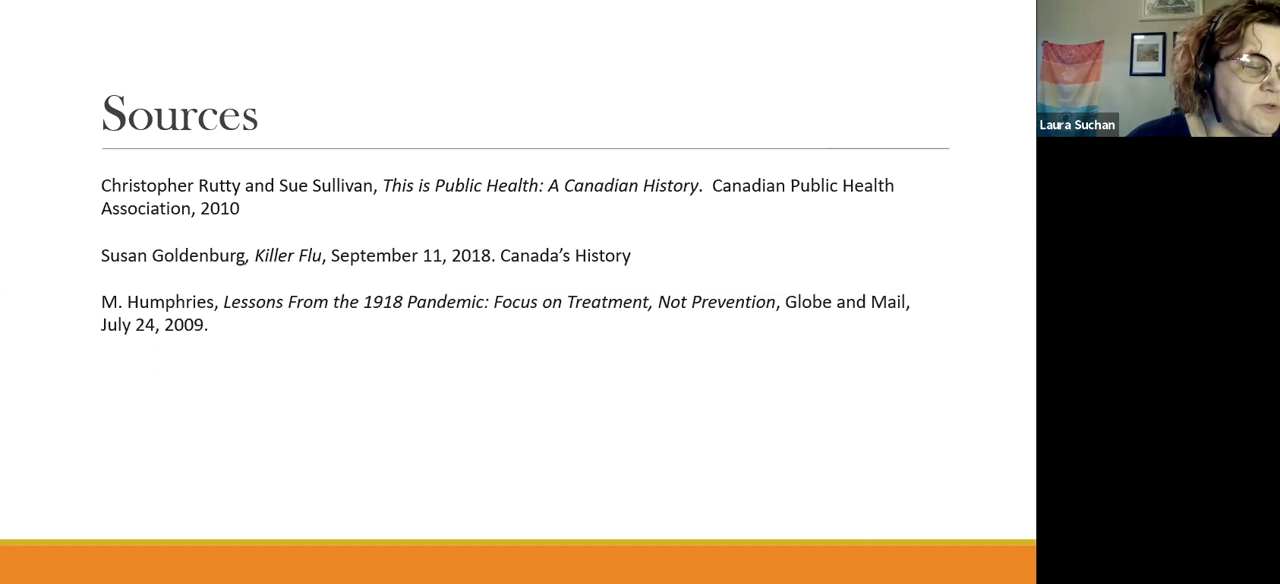 Sources
Christopher Rutty and Sue Sullivan, This is Public Health: A Canadian History.  Canadian Public Health
Association, 2010
Susan Goldenburg, Killer Flu, September 11, 2018. Canada’s History
M. Humphries, Lessons From the 1918 Pandemic: Focus on Treatment, Not Prevention, Globe and Mail,
July 24, 2009.
Laura Suchan